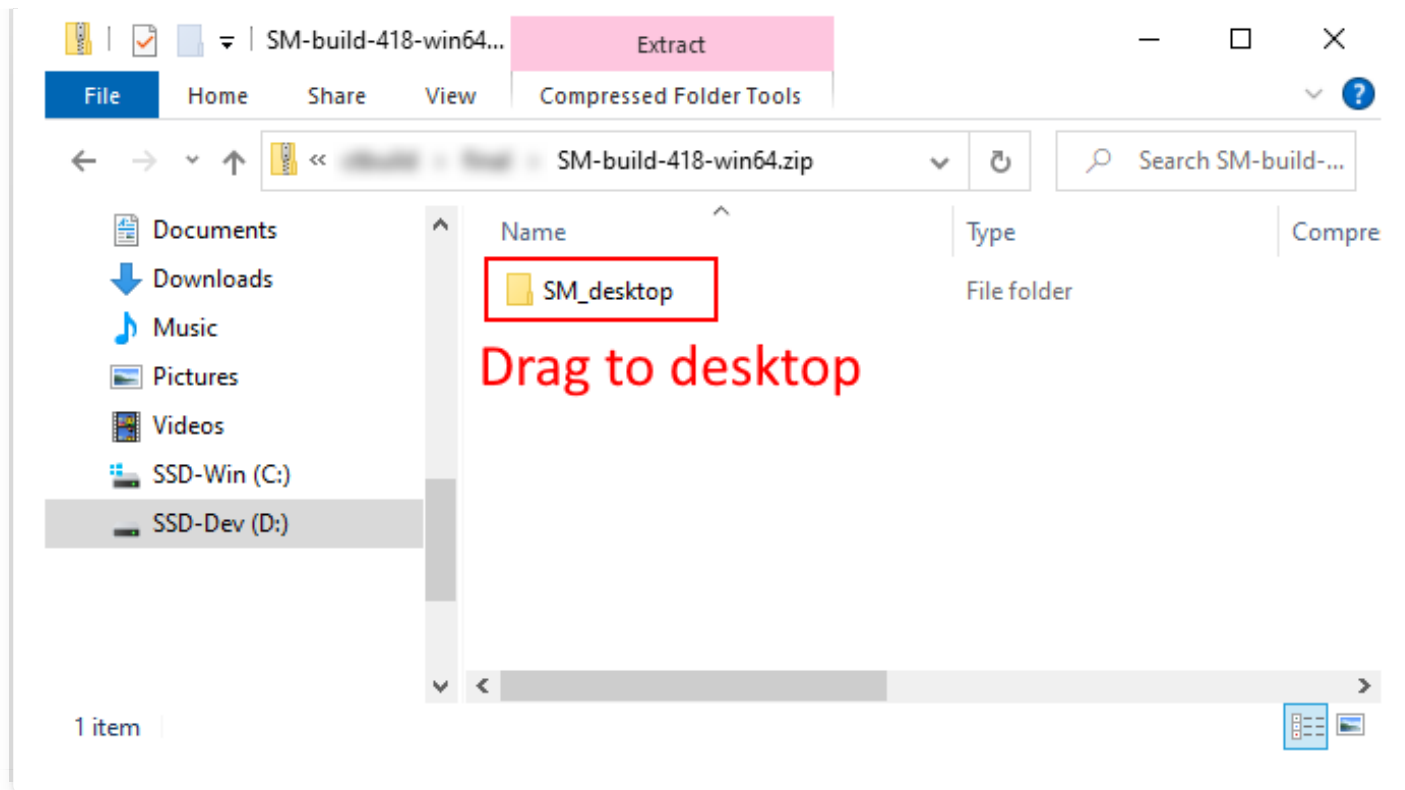 SM-build-418-win64...
Extract
File
Home
Share
View
Compressed Folder Tools
?
« SM-build-418-win64.zip
Search SM-build-...
Documents
Downloads
Music
Pictures
Videos
SSD-Win (C:)
SSD-Dev (D:)
Name
Type
Compre
SM_desktop
File folder
Drag to desktop
1 item